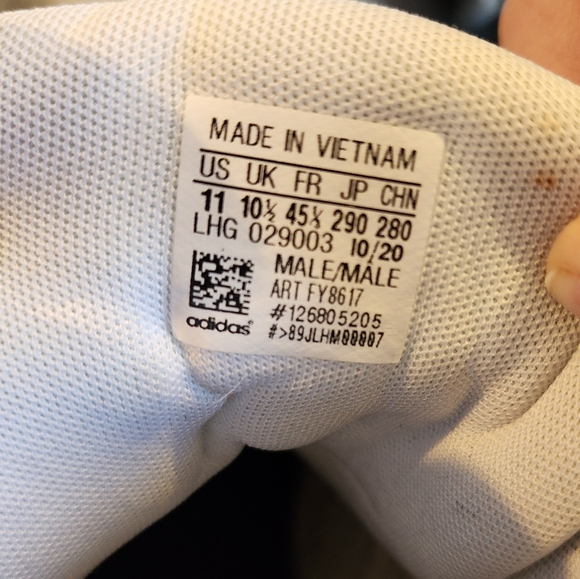 MADE IN VIETNAM
US UK FR JP CHN
11 10½ 45⅓ 290 280
LHG 029003 10/20
MALE/MÂLE
ART FY8617
#126805205
adidas® #>89JLHM00007